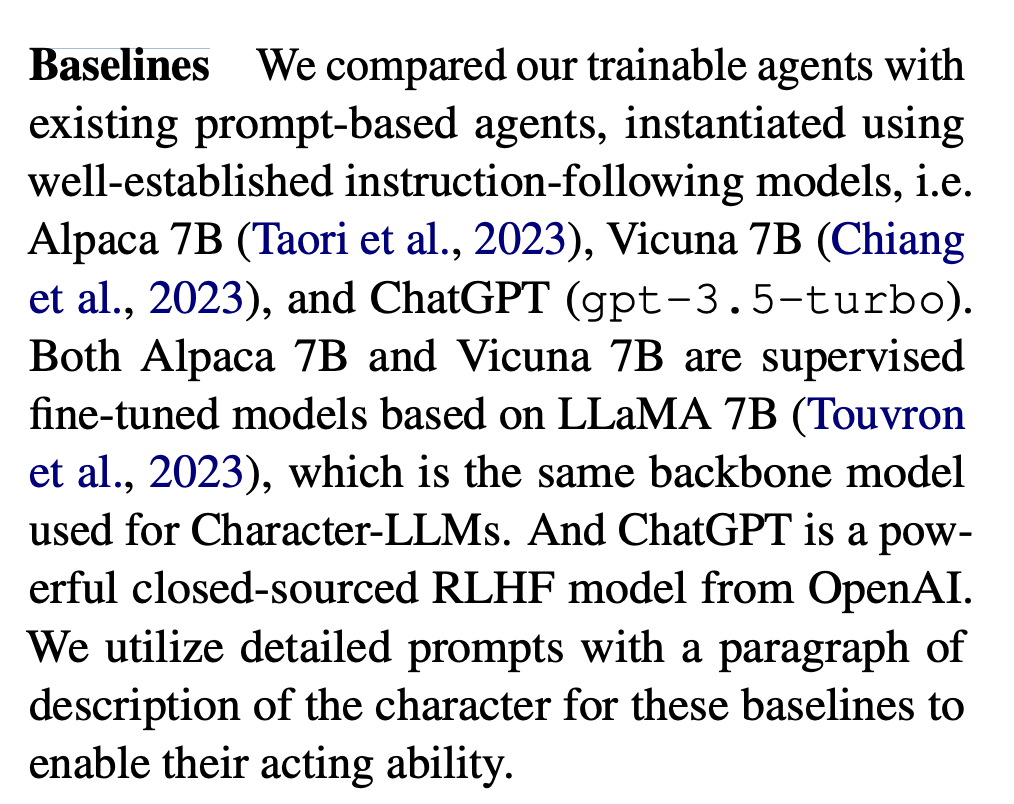 Baselines We compared our trainable agents with
existing prompt-based agents, instantiated using
well-established instruction-following models, i.e.
Alpaca 7B (Taori et al., 2023), Vicuna 7B (Chiang
et al., 2023), and ChatGPT (gpt-3.5-turbo).
Both Alpaca 7B and Vicuna 7B are supervised
fine-tuned models based on LLaMA 7B (Touvron
et al., 2023), which is the same backbone model
used for Character-LLMs. And ChatGPT is a pow-
erful closed-sourced RLHF model from OpenAI.
We utilize detailed prompts with a paragraph of
description of the character for these baselines to
enable their acting ability.